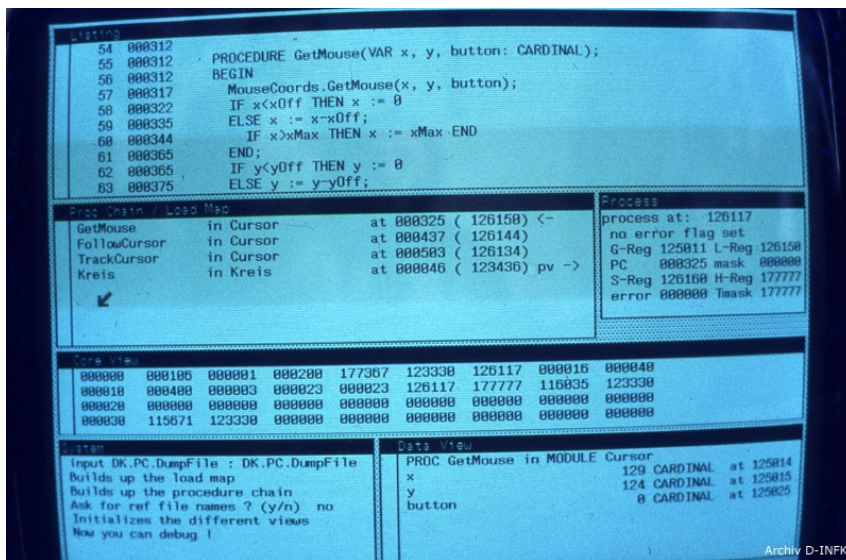 Listing
54 000312
55 000312 PROCEDURE GetMouse(VAR x, y, button: CARDINAL);
56 000312 BEGIN
57 000317 MouseCoords.GetMouse(x, y, button);
58 000322 IF x<xOff THEN x := 0
59 000335 ELSE x := x-xOff;
60 000344 IF x>xMax THEN x := xMax END
61 000365 END;
62 000365 IF y<yOff THEN y := 0
63 000375 ELSE y := y-yOff;
Proc Chain / Load Map
GetMouse in Cursor at 000325 ( 126150) <-
FollowCursor in Cursor at 000437 ( 126144)
TrackCursor in Cursor at 000503 ( 126134)
Kreis in Kreis at 000046 ( 123436) pv ->
Process
process at: 126117
no error flag set
G-Reg 125011 L-Reg 126150
PC 000325 mask 000000
S-Reg 126160 H-Reg 177777
error 000000 Tmask 177777
Core View
000000 000106 000001 000200 177367 123330 126117 000016 000040
000010 000400 000003 000023 000023 126117 177777 116035 123330
000020 000000 000000 000000 000000 000000 000000 000000 000000
000030 115671 123330 000000 000000 000000 000000 000000 000000
System
input DK.PC.DumpFile : DK.PC.DumpFile
Builds up the load map
Builds up the procedure chain
Ask for ref file names ? (y/n) no
Initializes the different views
Now you can debug !
Data View
PROC GetMouse in MODULE Cursor
x 129 CARDINAL at 125014
y 124 CARDINAL at 125015
button 0 CARDINAL at 125025
Archiv D-INFK